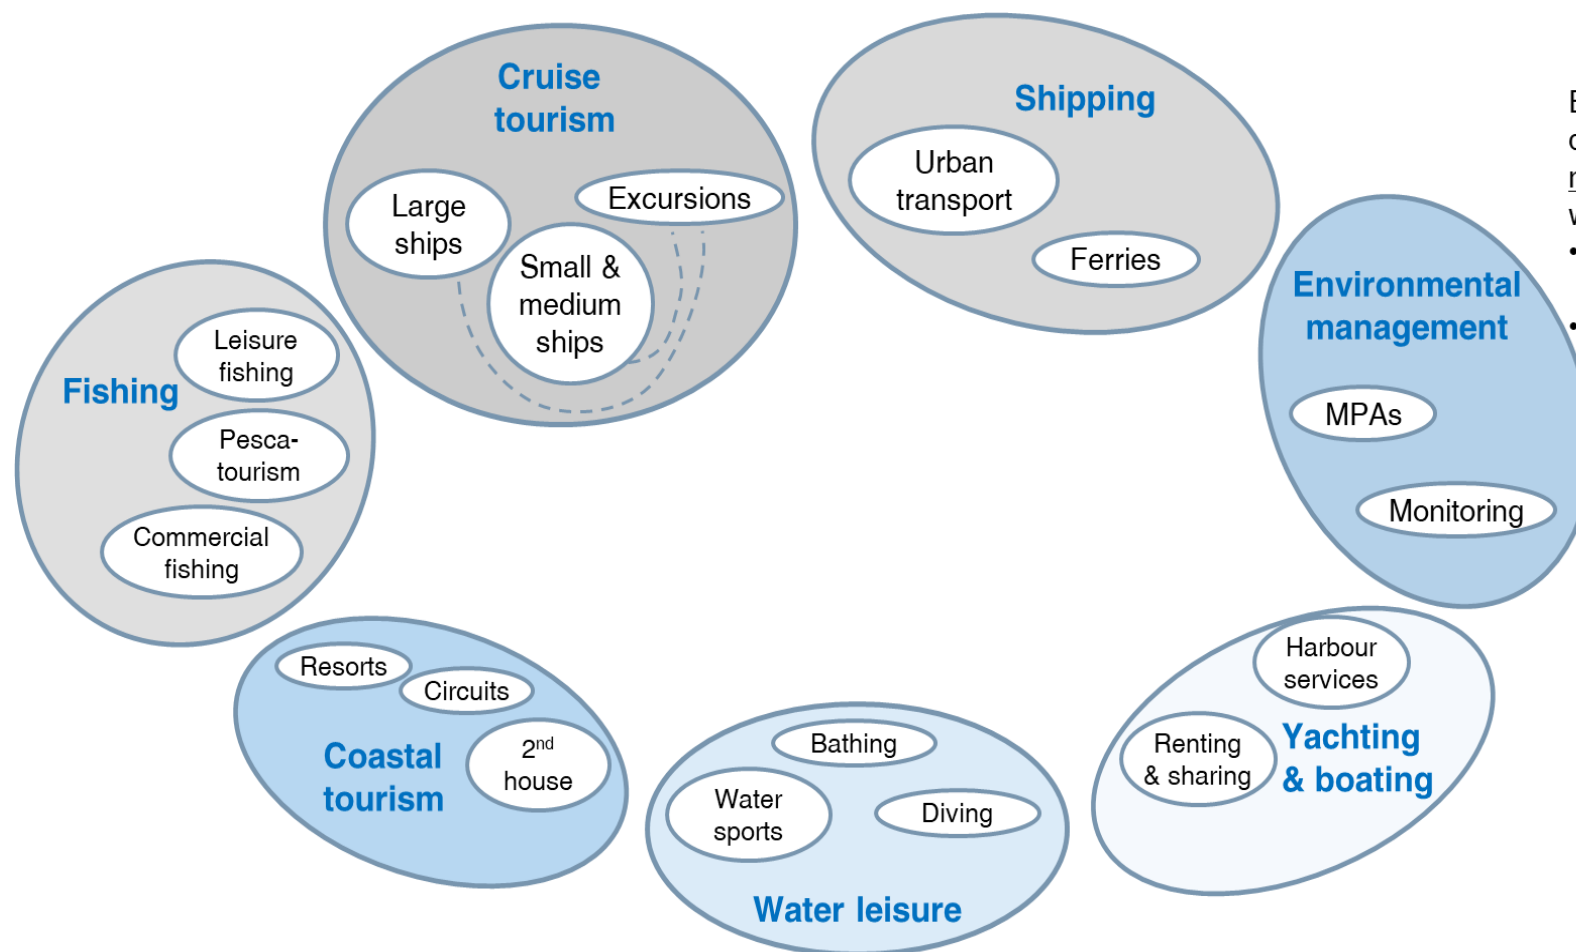 Cruise
tourism
Large
ships
Excursions
Small &
medium
ships
Shipping
Urban
transport
Ferries
Environmental
management
MPAs
Monitoring
Fishing
Leisure
fishing
Pesca-
tourism
Commercial
fishing
Resorts
Circuits
Coastal
tourism
2nd
house
Bathing
Water
sports
Diving
Water leisure
Harbour
services
Renting
& sharing
Yachting
& boating